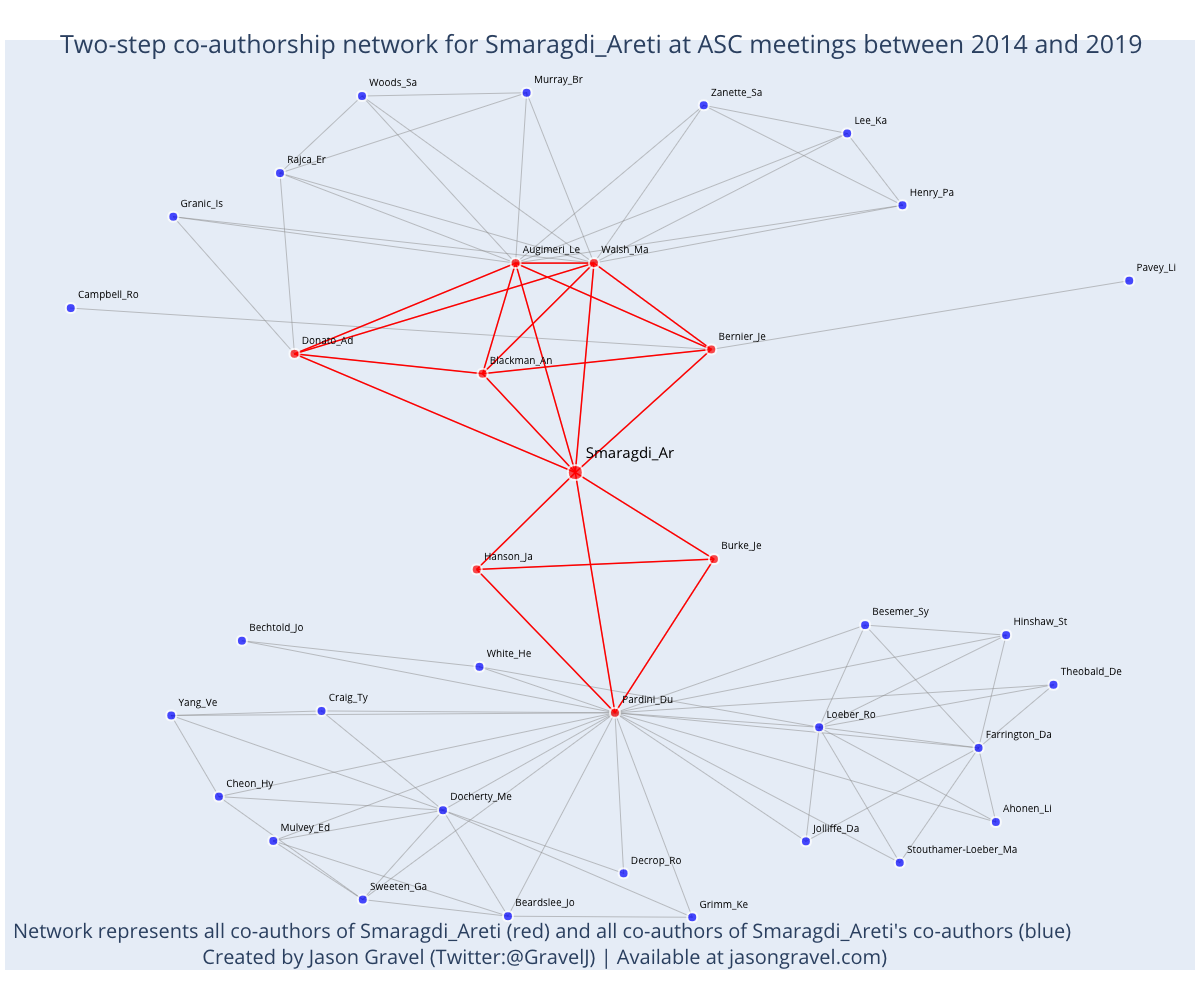 Two-step co-authorship network for Smaragdi_Areti at ASC meetings between 2014 and 2019
Woods_Sa
Murray_Br
Zanette_Sa
Lee_Ka
Rajca_Er
Henry_Pa
Granic_Is
Augimeri_Le
Walsh_Ma
Pavey_Li
Campbell_Ro
Donato_Ad
Bernier_Je
Blackman_An
Smaragdi_Ar
Burke_Je
Hanson_Ja
Besemer_Sy
Hinshaw_St
Bechtold_Jo
White_He
Theobald_De
Yang_Ve
Craig_Ty
Pardini_Du
Loeber_Ro
Farrington_Da
Cheon_Hy
Docherty_Me
Ahonen_Li
Mulvey_Ed
Jolliffe_Da
Stouthamer-Loeber_Ma
Decrop_Ro
Sweeten_Ga
Beardslee_Jo
Grimm_Ke
Network represents all co-authors of Smaragdi_Areti (red) and all co-authors of Smaragdi_Areti's co-authors (blue)
Created by Jason Gravel (Twitter:@GravelJ) | Available at jasongravel.com)